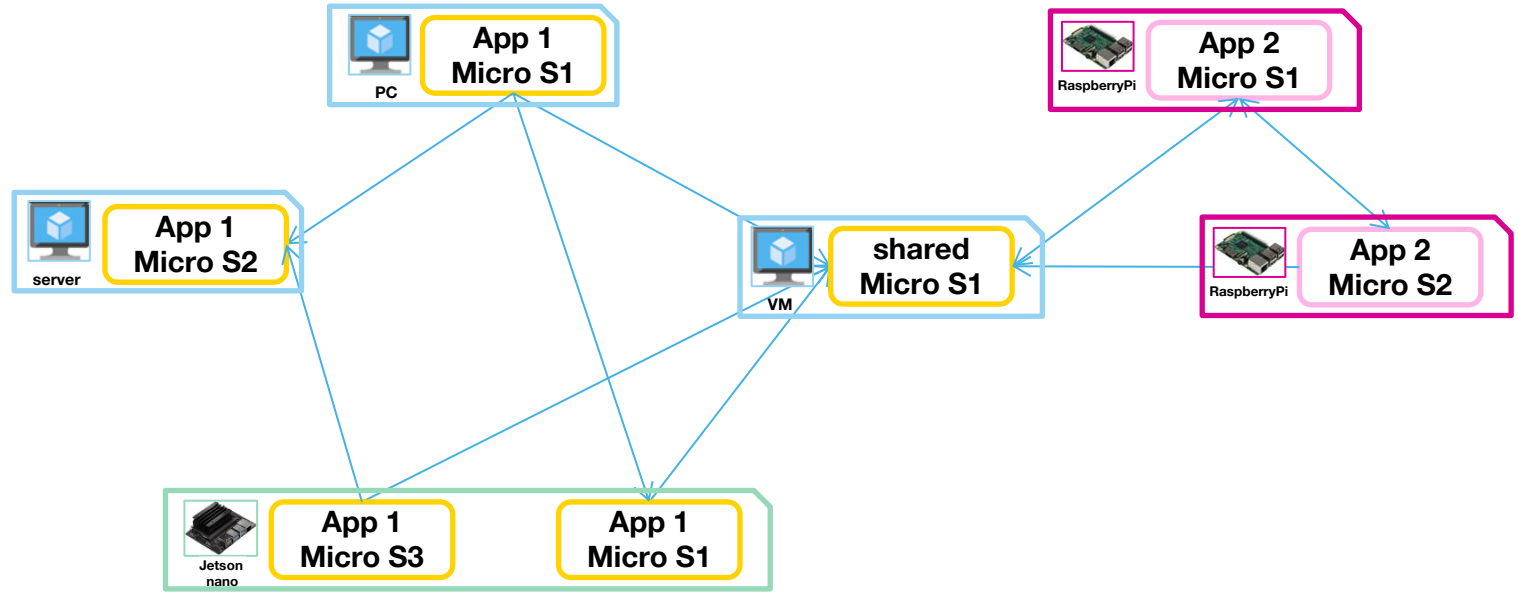 App 1
Micro S1
PC
App 2
Micro S1
RaspberryPi
App 1
Micro S2
server
shared
Micro S1
VM
App 2
Micro S2
RaspberryPi
App 1
Micro S3
Jetson
nano
App 1
Micro S1